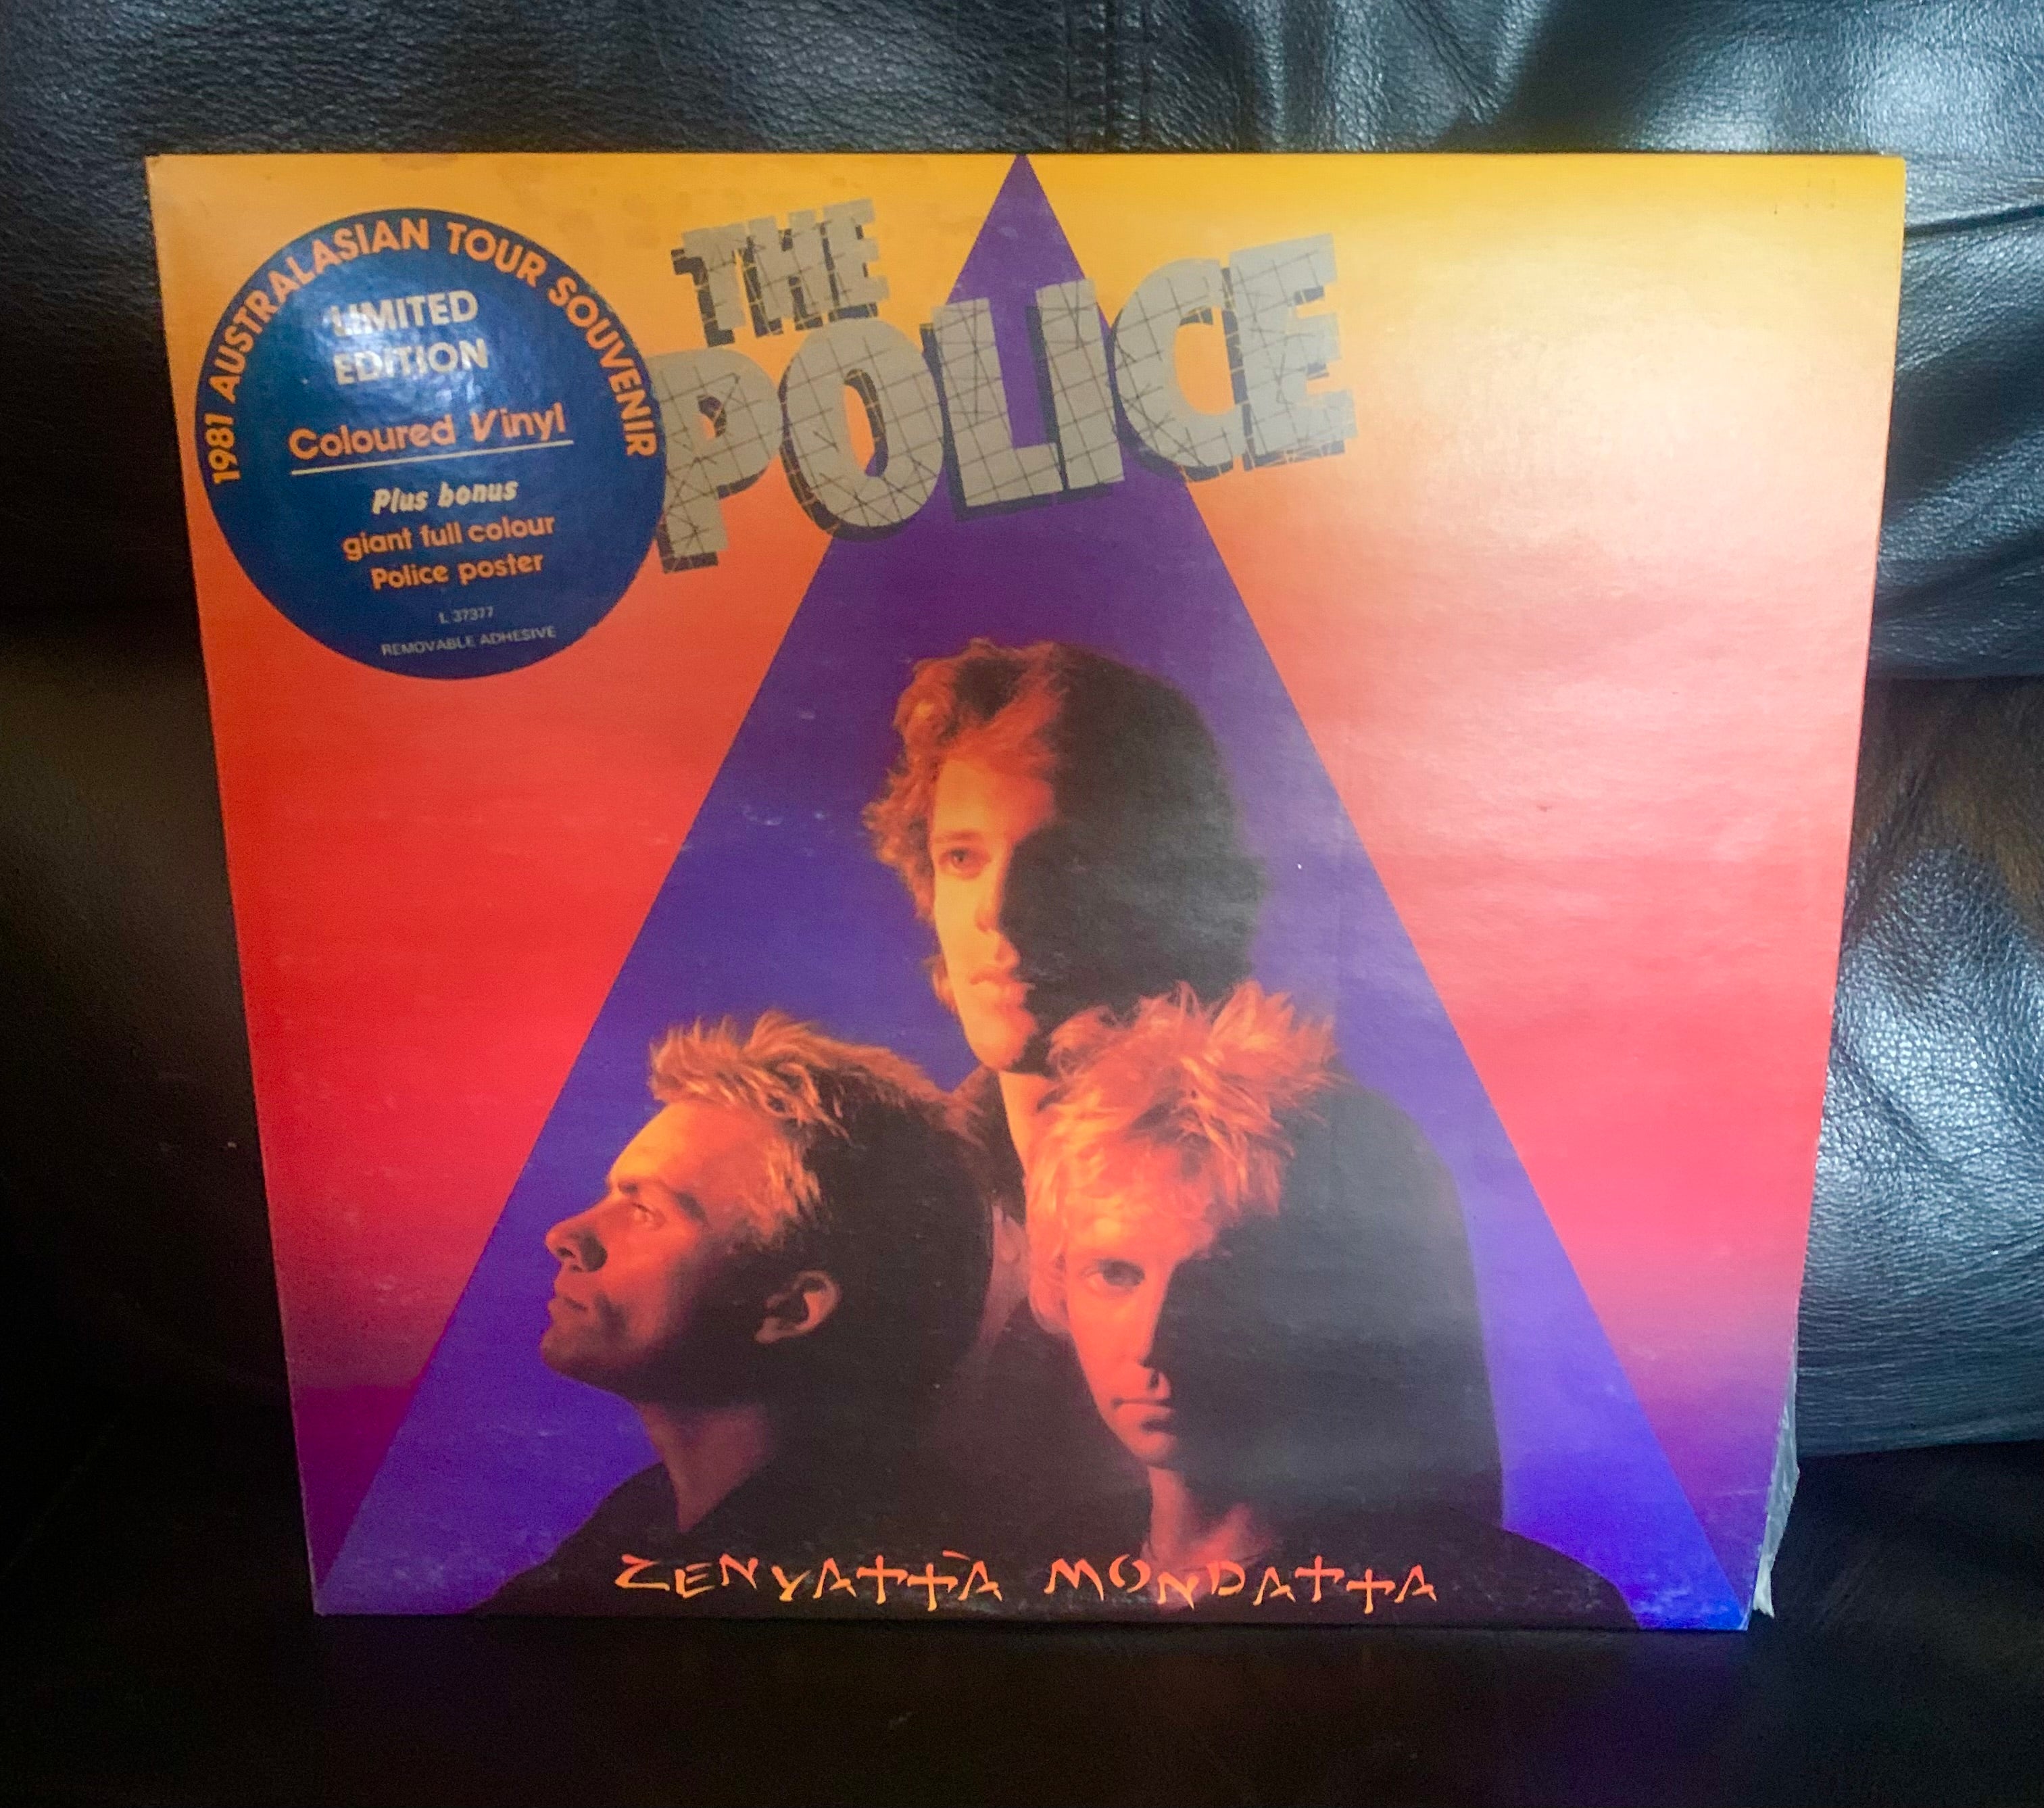 1981 AUSTRALASIAN TOUR SOUVENIR
LIMITED
EDITION
Coloured Vinyl
Plus bonus
giant full colour
Police poster
L 37377
REMOVABLE ADHESIVE
THE
POLICE
ZENYATTÀ MONDATTA